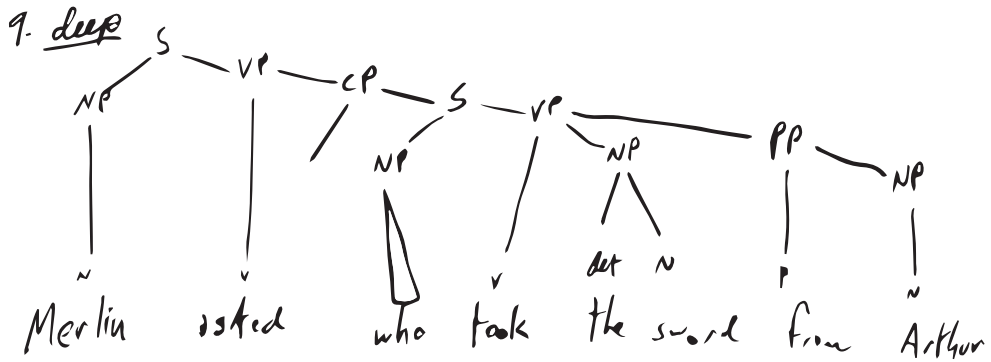 9. deep
S
VP
CP
S
VP
NP
NP
NP
PP
NP
N
V
V
det N
P
N
Merlin asked who took the sword from Arthur